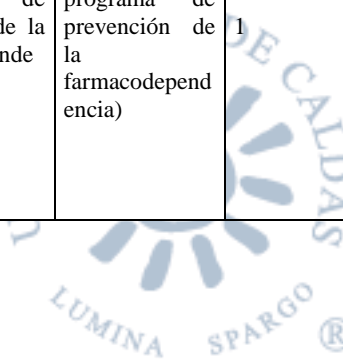 de programa de
de la prevención de 1
nde la
farmacodepend
encia)
DE CALDAS
LUMINA SPARGO ®